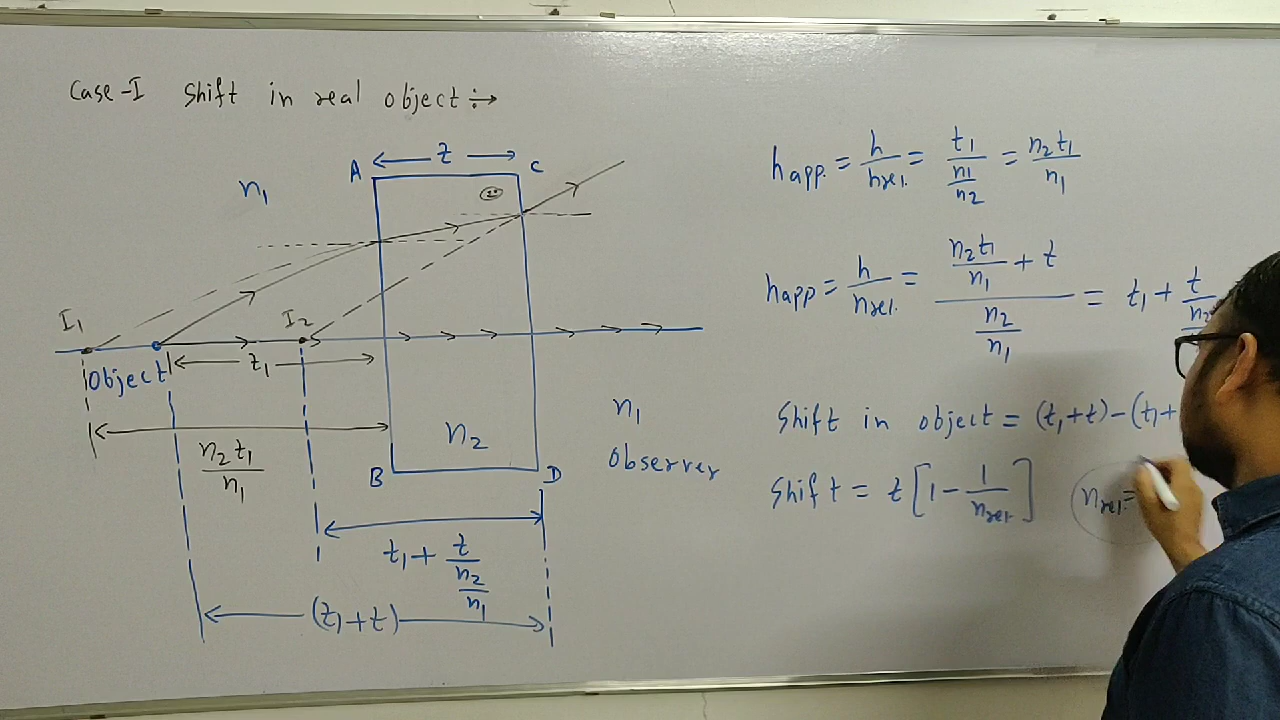 Case-I Shift in real object :→
A
t
C
n₁
I₁
I₂
Object
t₁
n₂t₁/n₁
n₂
B
D
n₁
observer
t₁ + t/(n₂/n₁)
(t₁+t)
happ. = h/nrel. = t₁/(n₁/n₂) = n₂t₁/n₁
happ = h/nrel. = (n₂t₁/n₁ + t)/(n₂/n₁) = t₁ + t/n₂
Shift in object = (t₁+t)-(t₁+
Shift = t[1 - 1/nrel.] nrel. =